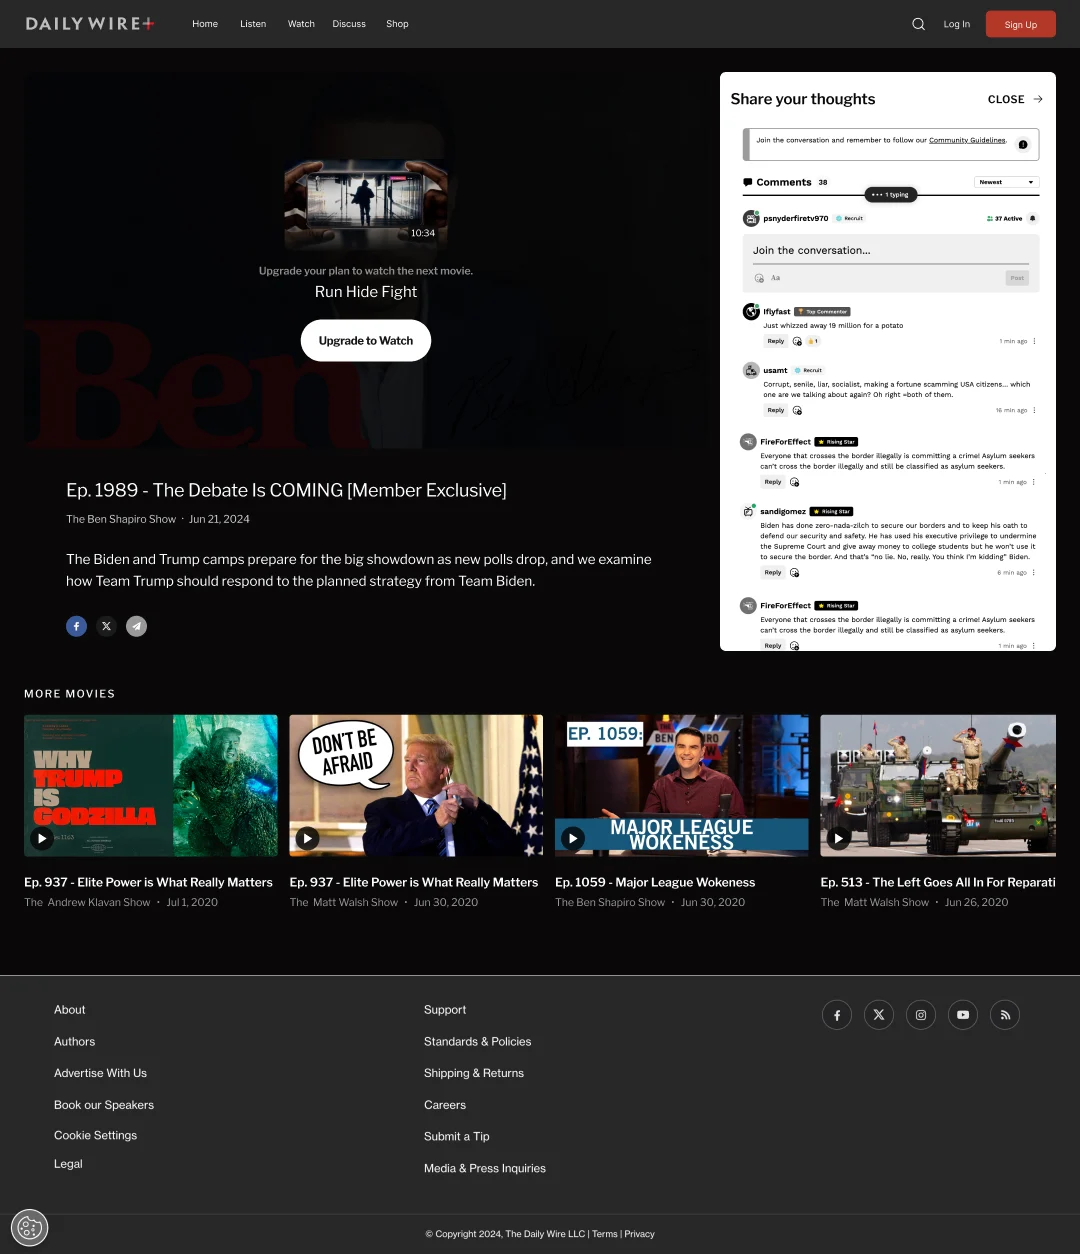 DAILY WIRE+
Home
Listen
Watch
Discuss
Shop
Log In
Sign Up
10:34
Upgrade your plan to watch the next movie.
Run Hide Fight
Upgrade to Watch
Ben
Ep. 1989 - The Debate Is COMING [Member Exclusive]
The Ben Shapiro Show · Jun 21, 2024
The Biden and Trump camps prepare for the big showdown as new polls drop, and we examine
how Team Trump should respond to the planned strategy from Team Biden.
Share your thoughts
CLOSE
Join the conversation and remember to follow our Community Guidelines.
Comments 38
Newest
1 typing
psnyderfiretv970 Recruit
37 Active
Join the conversation...
Aa
Post
Iflyfast Top Commenter
Just whizzed away 19 million for a potato
Reply
1
1 min ago
usamt Recruit
Corrupt, senile, liar, socialist, making a fortune scamming USA citizens... which
one are we talking about again? Oh right =both of them.
Reply
16 min ago
FireForEffect Rising Star
Everyone that crosses the border illegally is committing a crime! Asylum seekers
can't cross the border illegally and still be classified as asylum seekers.
Reply
1 min ago
sandigomez Rising Star
Biden has done zero-nada-zilch to secure our borders and to keep his oath to
defend our security and safety. He has used his executive privilege to undermine
the Supreme Court and give away money to college students but he won't use it
to secure the border. And that's "no lie. No, really. You think I'm kidding" Biden.
Reply
8 min ago
FireForEffect Rising Star
Everyone that crosses the border illegally is committing a crime! Asylum seekers
can't cross the border illegally and still be classified as asylum seekers.
Reply
1 min ago
MORE MOVIES
WHY
TRUMP
IS
GODZILLA
DON'T BE
AFRAID
EP. 1059:
BEN
MAJOR LEAGUE
WOKENESS
Ep. 937 - Elite Power is What Really Matters
The Andrew Klavan Show · Jul 1, 2020
Ep. 937 - Elite Power is What Really Matters
The Matt Walsh Show · Jun 30, 2020
Ep. 1059 - Major League Wokeness
The Ben Shapiro Show · Jun 30, 2020
Ep. 513 - The Left Goes All In For Reparati
The Matt Walsh Show · Jun 26, 2020
About
Authors
Advertise With Us
Book our Speakers
Cookie Settings
Legal
Support
Standards & Policies
Shipping & Returns
Careers
Submit a Tip
Media & Press Inquiries
© Copyright 2024, The Daily Wire LLC | Terms | Privacy